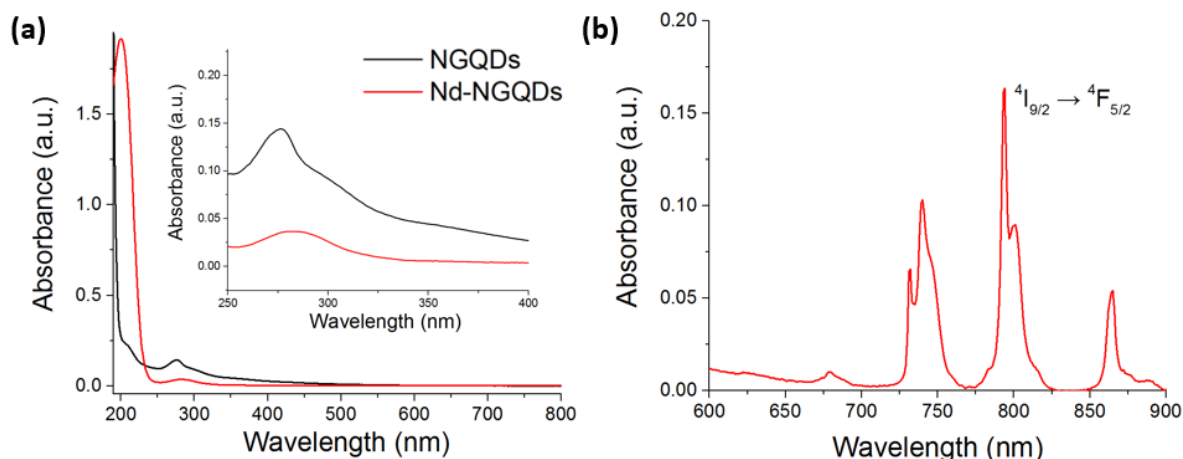 (a)
Absorbance (a.u.)
1.5
1.0
0.5
0.0
200 300 400 500 600 700 800
Wavelength (nm)
Absorbance (a.u.)
0.20
0.15
0.10
0.05
0.00
250 300 350 400
Wavelength (nm)
NGQDs
Nd-NGQDs
(b)
Absorbance (a.u.)
0.20
0.15
0.10
0.05
0.00
600 650 700 750 800 850 900
Wavelength (nm)
⁴I₉/₂ → ⁴F₅/₂